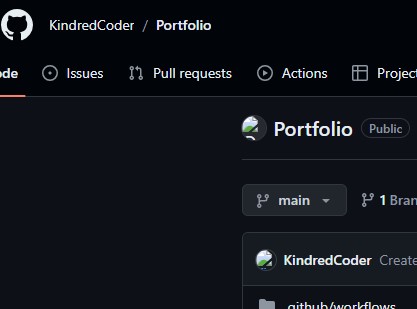 KindredCoder / Portfolio
ode Issues Pull requests Actions Project
Portfolio Public
main 1 Bran
KindredCoder Create
.github/workflows